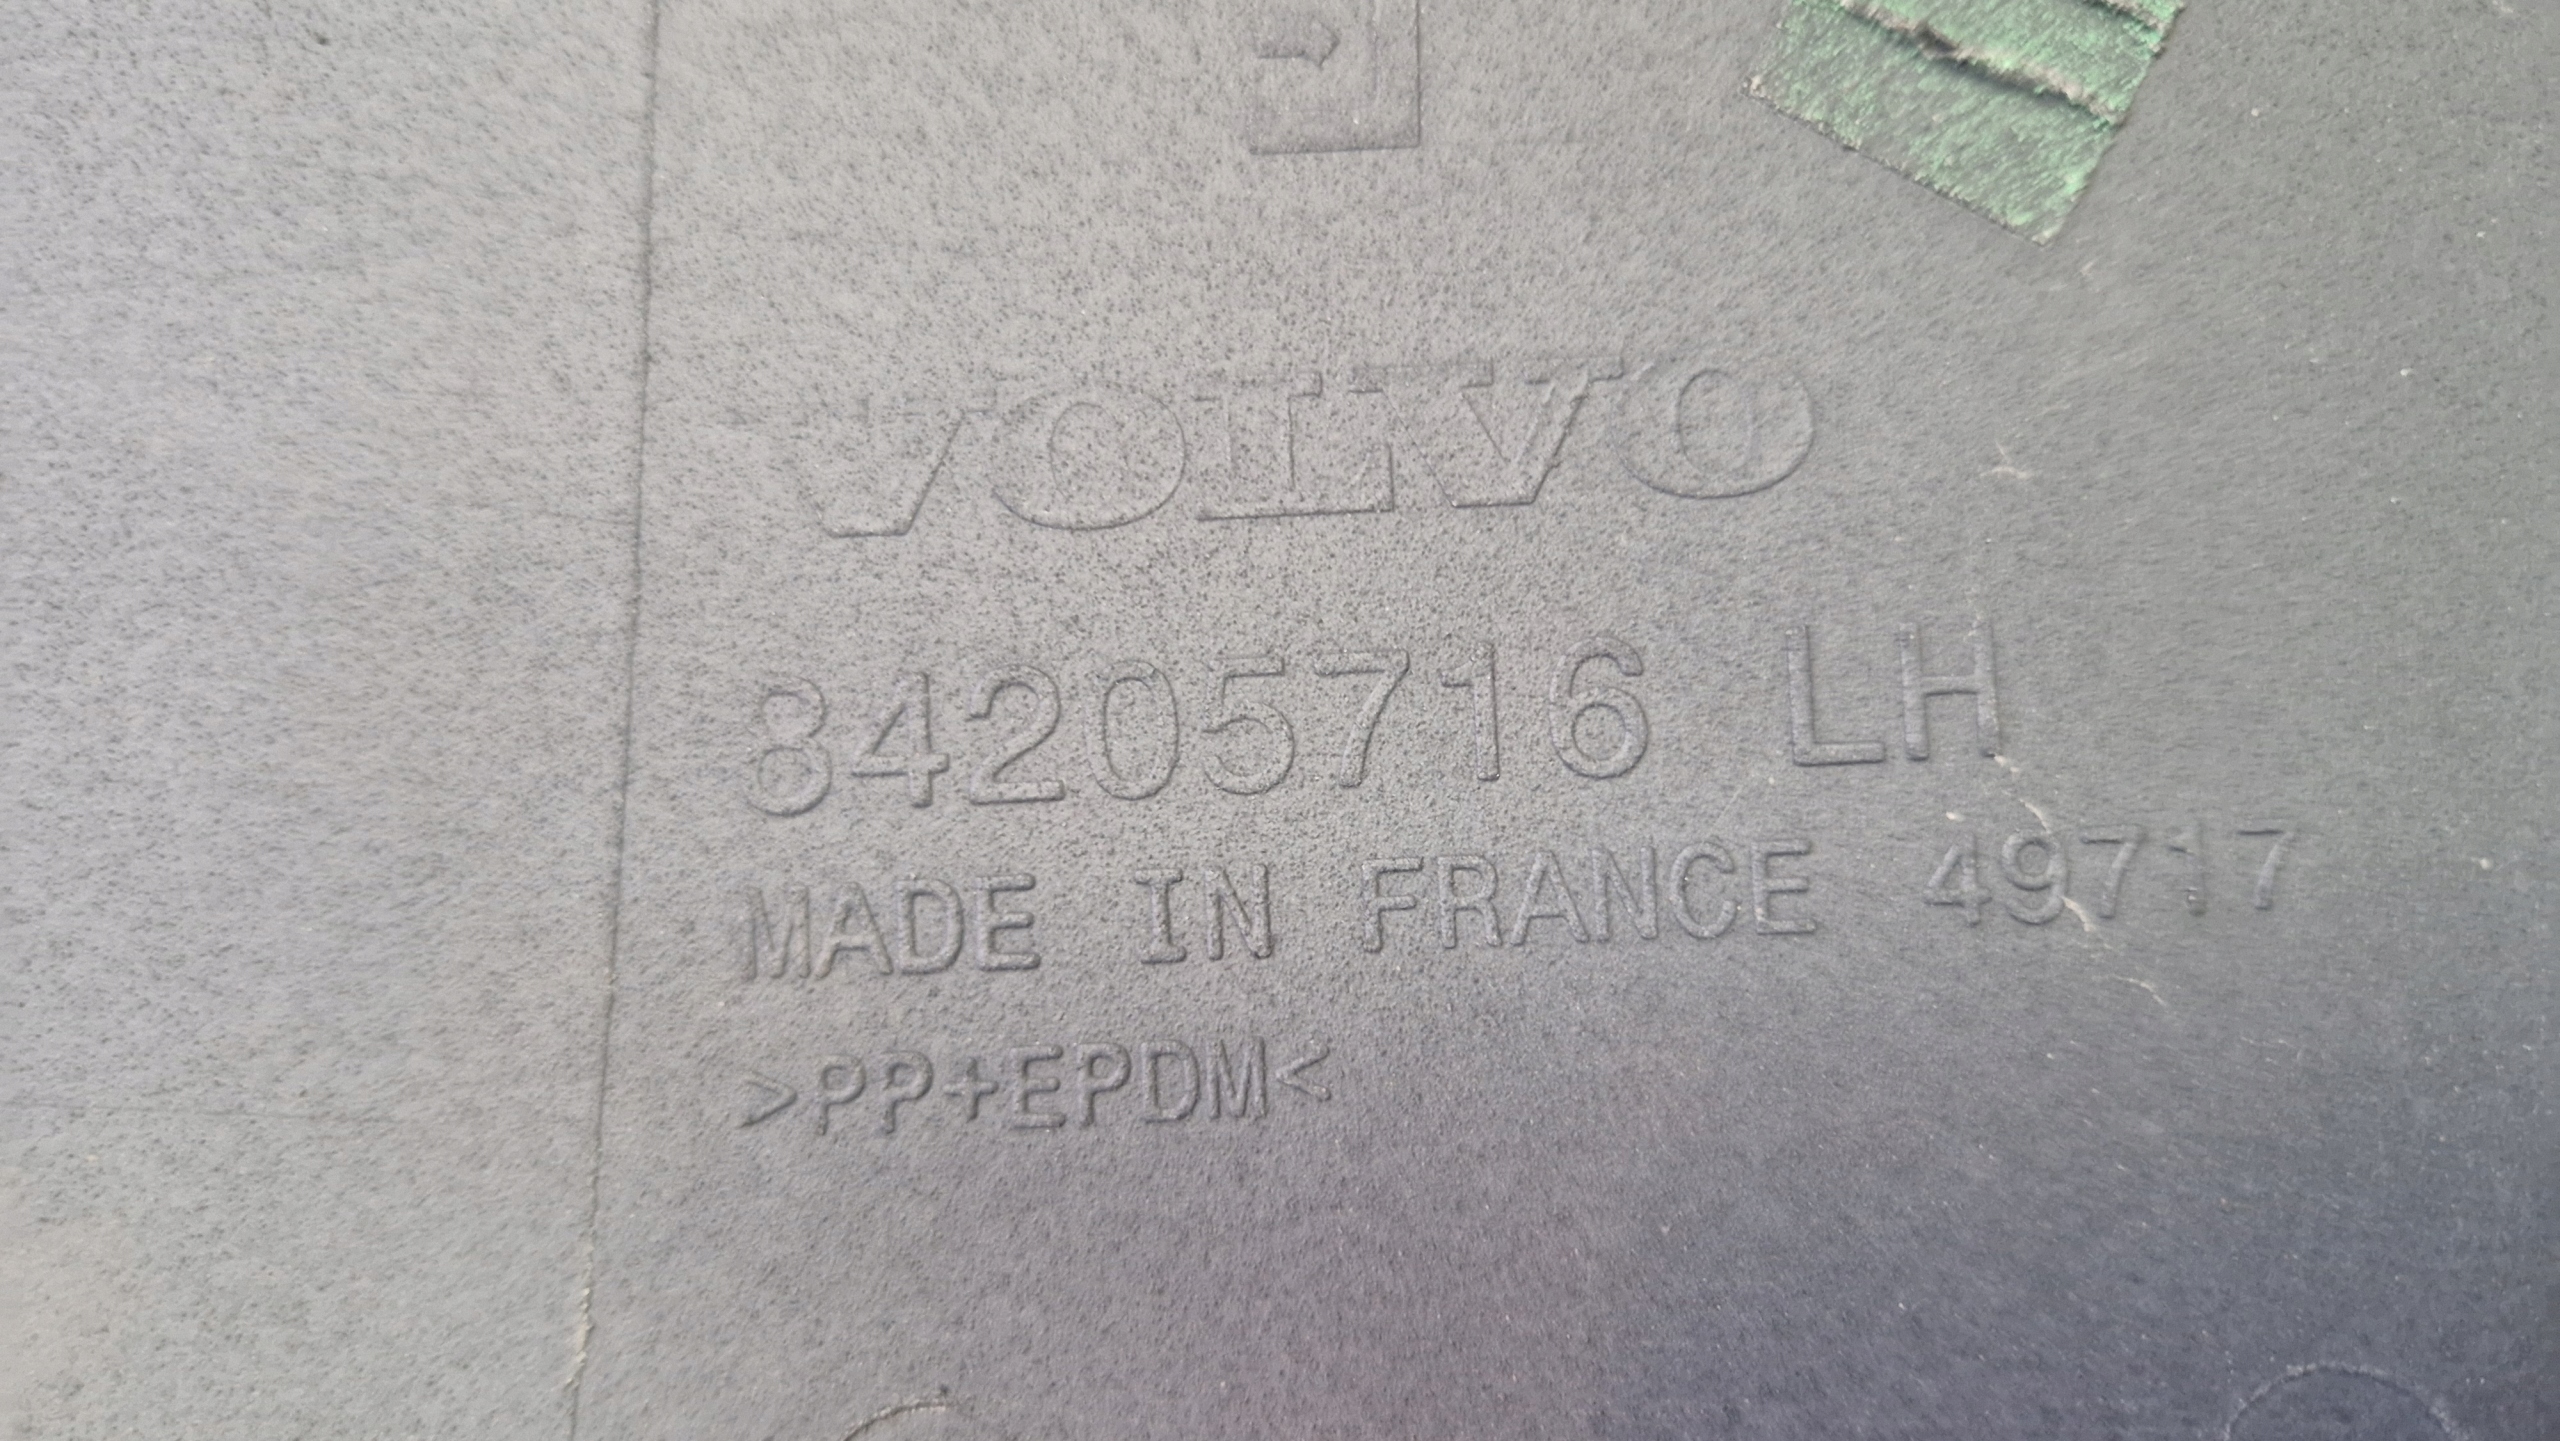 VOLVO
84205716 LH
MADE IN FRANCE 49717
>PP+EPDM<